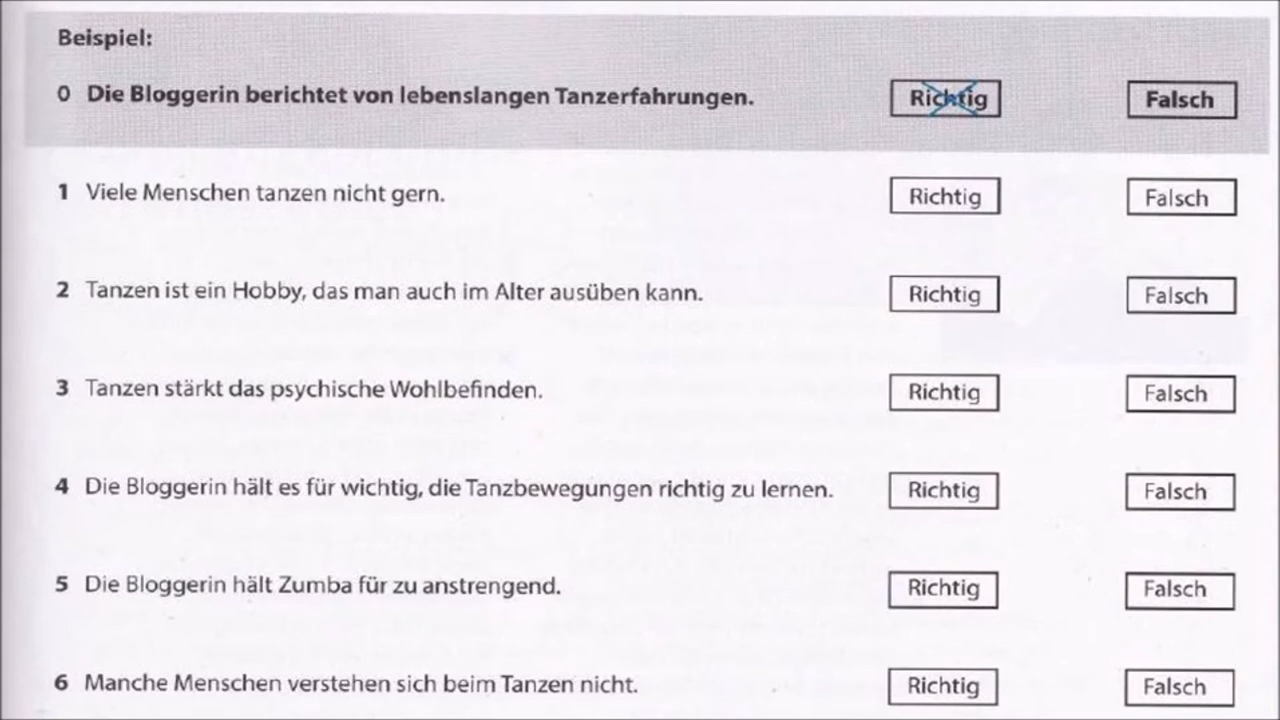 Beispiel:
0 Die Bloggerin berichtet von lebenslangen Tanzerfahrungen. Richtig Falsch
1 Viele Menschen tanzen nicht gern. Richtig Falsch
2 Tanzen ist ein Hobby, das man auch im Alter ausüben kann. Richtig Falsch
3 Tanzen stärkt das psychische Wohlbefinden. Richtig Falsch
4 Die Bloggerin hält es für wichtig, die Tanzbewegungen richtig zu lernen. Richtig Falsch
5 Die Bloggerin hält Zumba für zu anstrengend. Richtig Falsch
6 Manche Menschen verstehen sich beim Tanzen nicht. Richtig Falsch